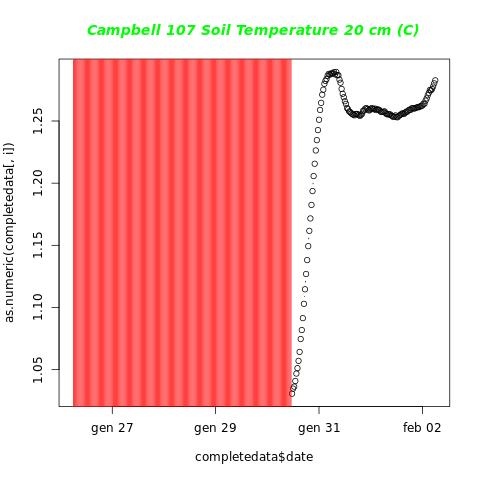 Campbell 107 Soil Temperature 20 cm (C)
as.numeric(completedata[, i])
1.25
1.20
1.15
1.10
1.05
gen 27 gen 29 gen 31 feb 02
completedata$date